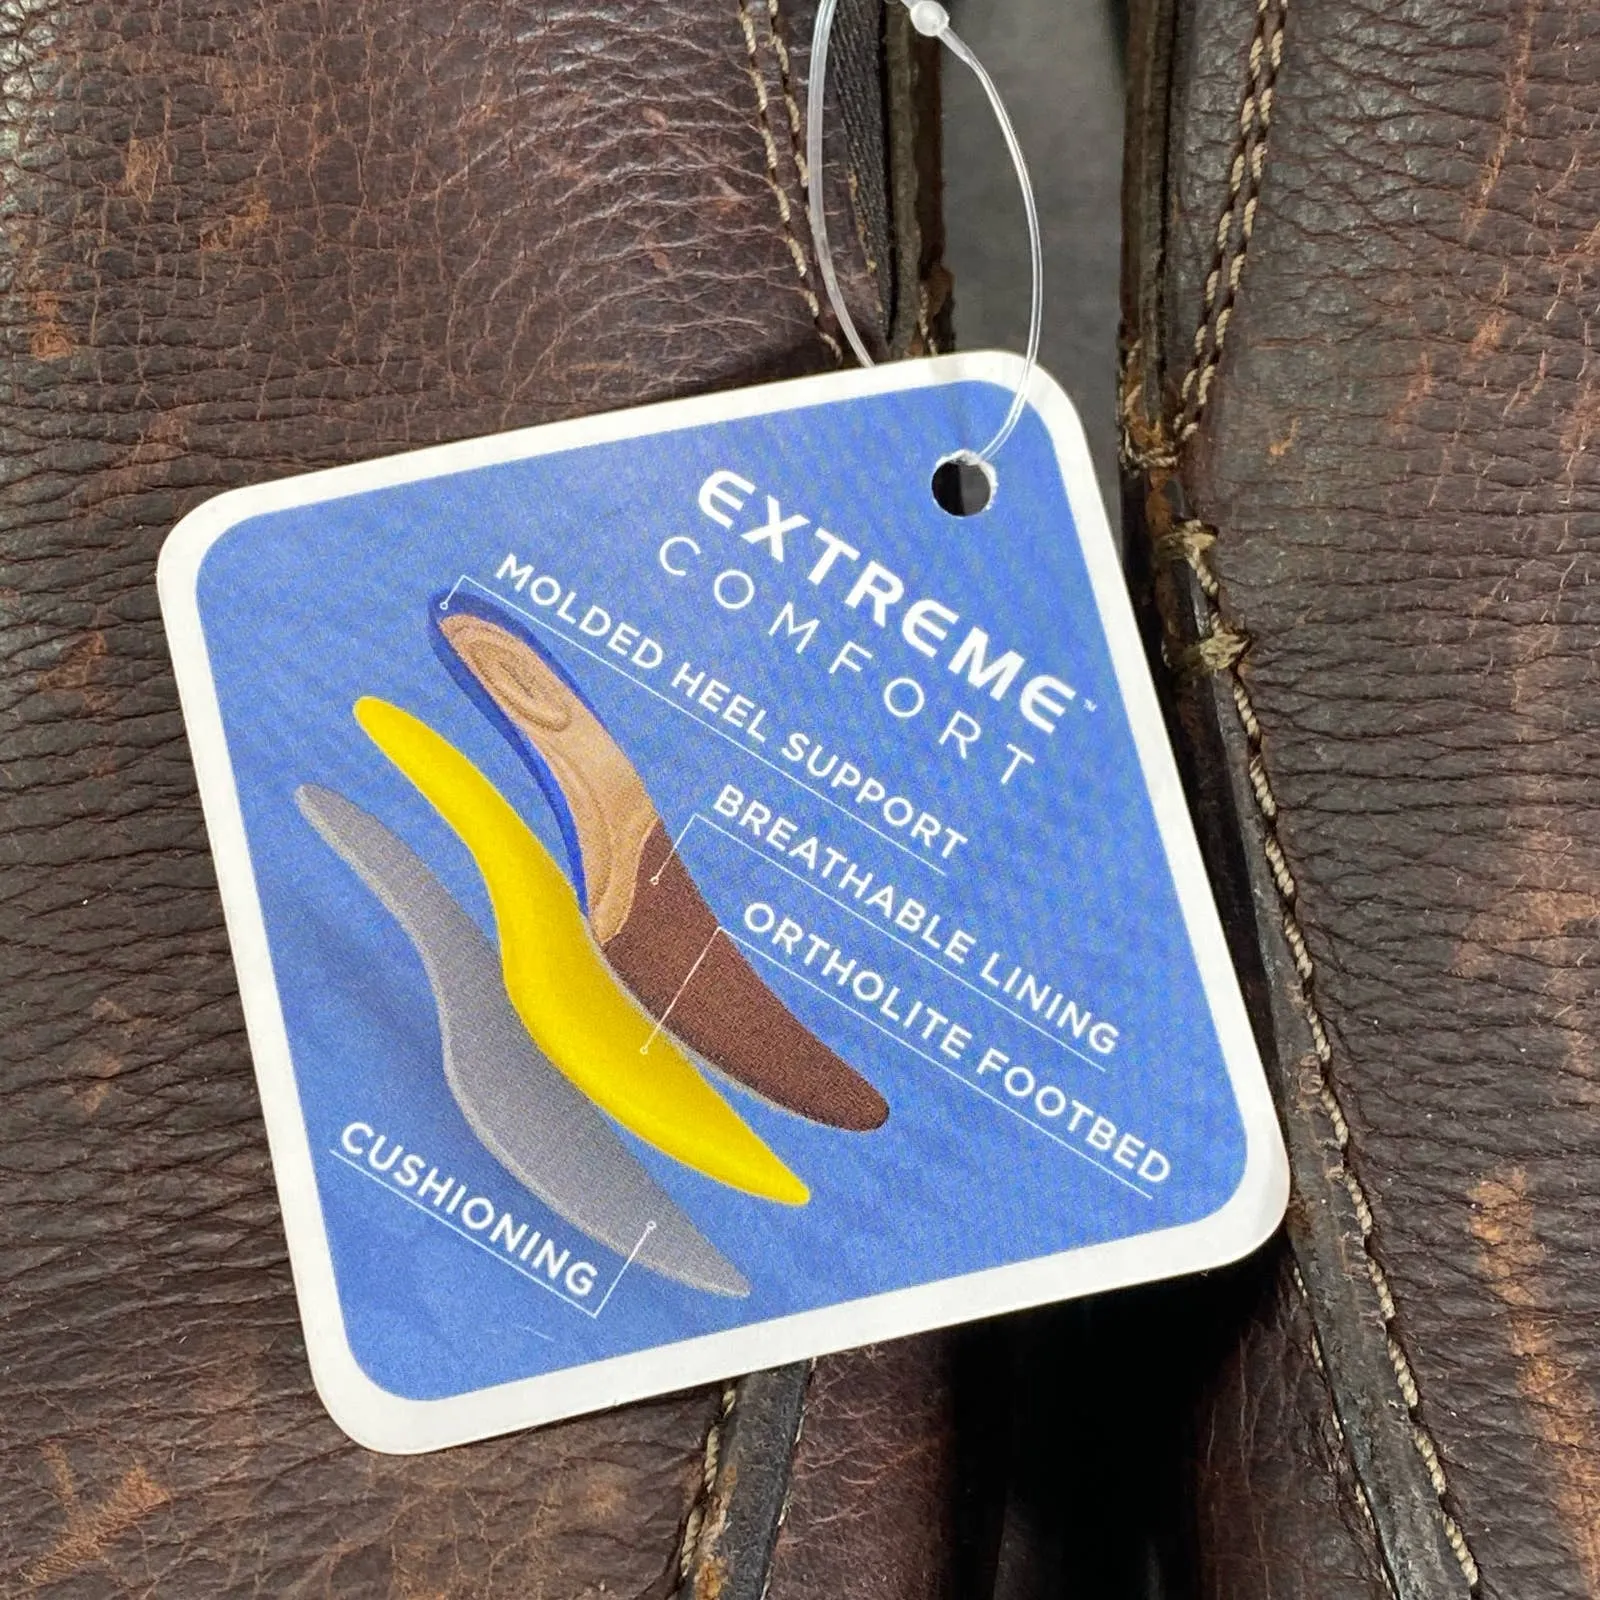 EXTREME™
COMFORT
MOLDED HEEL SUPPORT
BREATHABLE LINING
ORTHOLITE FOOTBED
CUSHIONING